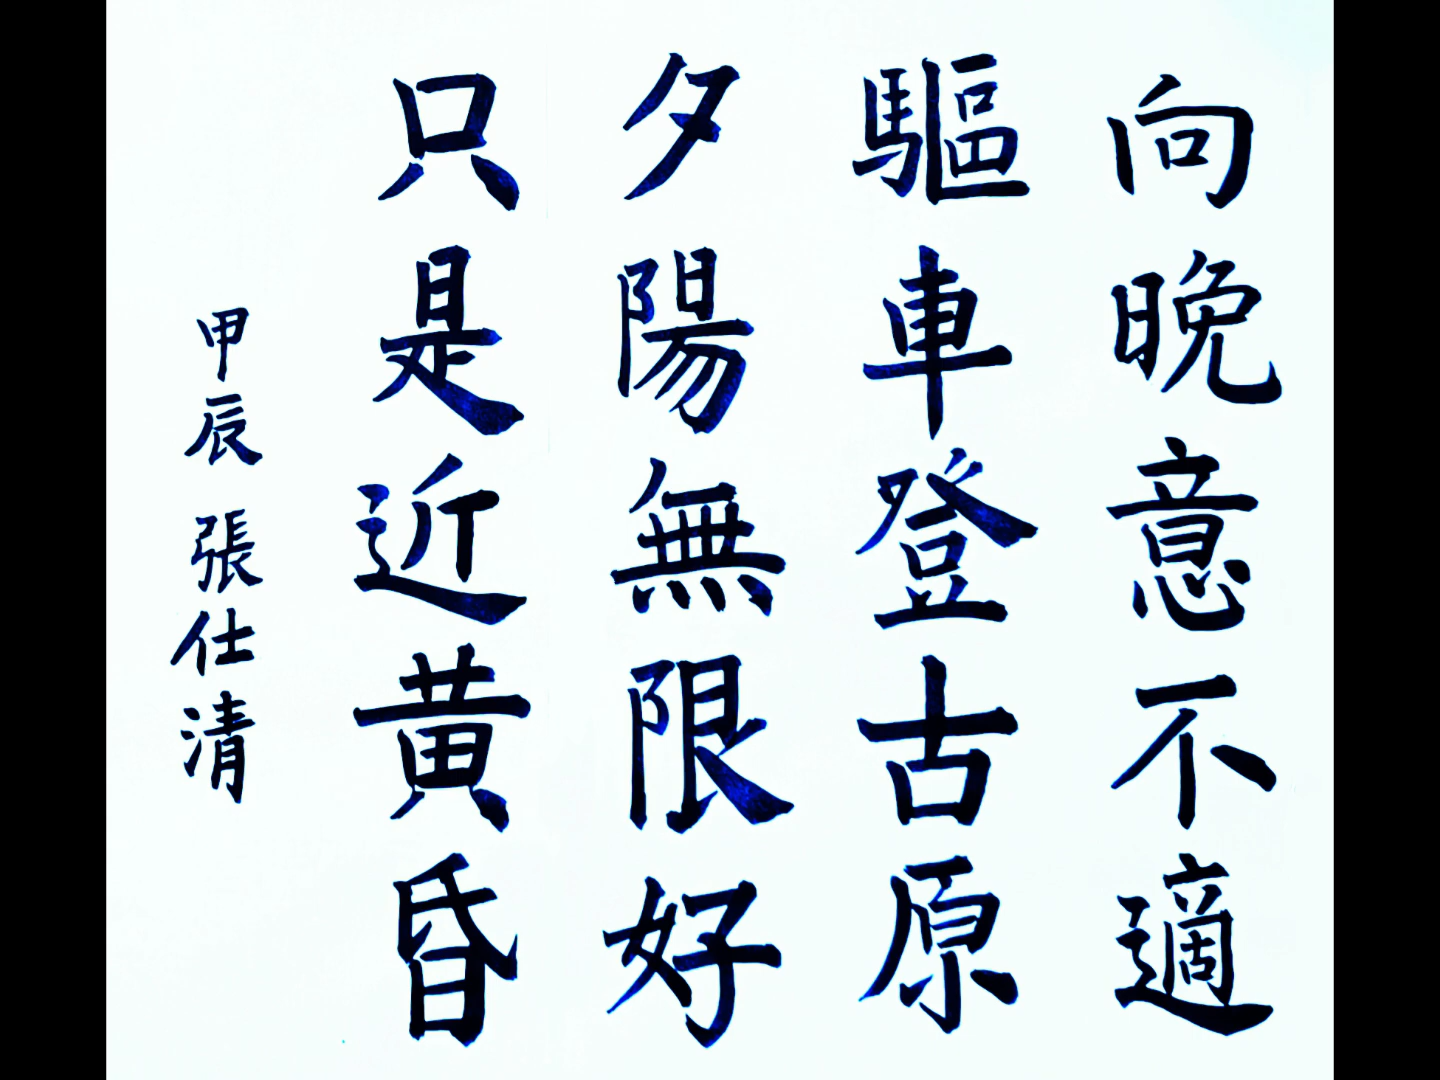 向晚意不適
驅車登古原
夕陽無限好
只是近黃昏
甲辰 張仕清